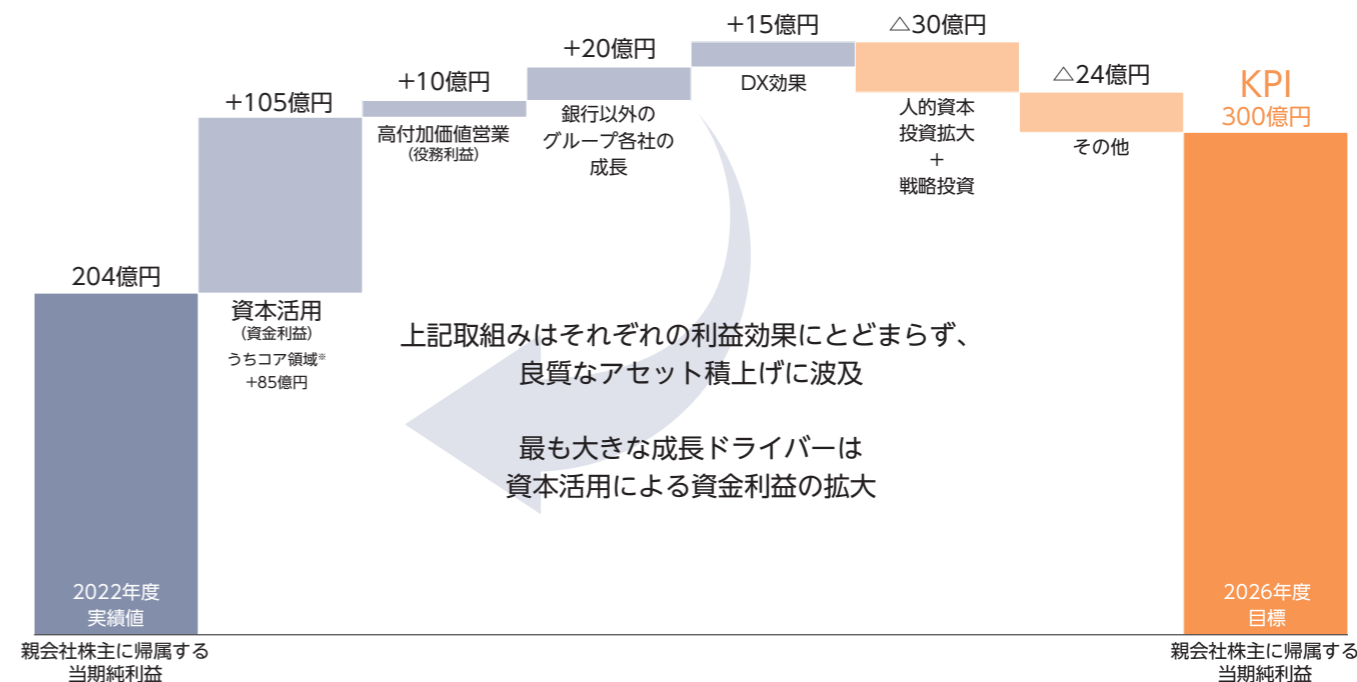 204億円
2022年度
実績値
親会社株主に帰属する
当期純利益
+105億円
資本活用
(資金利益)
うちコア領域※
+85億円
+10億円
高付加価値営業
(役務利益)
+20億円
銀行以外の
グループ各社の
成長
+15億円
DX効果
△30億円
人的資本
投資拡大
+
戦略投資
△24億円
その他
KPI
300億円
2026年度
目標
親会社株主に帰属する
当期純利益
上記取組みはそれぞれの利益効果にとどまらず、
良質なアセット積上げに波及
最も大きな成長ドライバーは
資本活用による資金利益の拡大